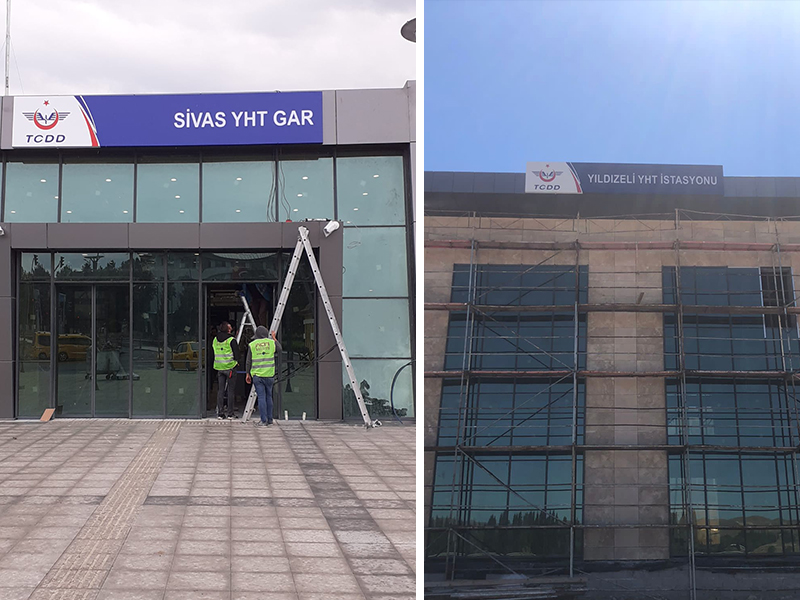 SİVAS YHT GAR
TCDD
YILDIZELİ YHT İSTASYONU
TCDD